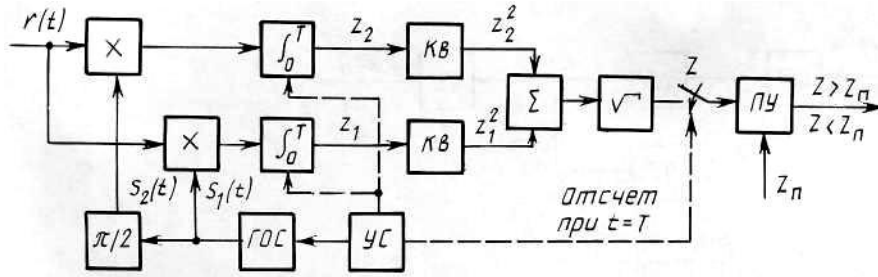 r(t)
×
∫₀ᵀ
z₂
КВ
z₂²
×
∫₀ᵀ
z₁
КВ
z₁²
Σ
√
Z
ПУ
Z > Zп
Z < Zп
Zп
S₂(t)
S₁(t)
π/2
ГОС
УС
Отсчет
при t=T